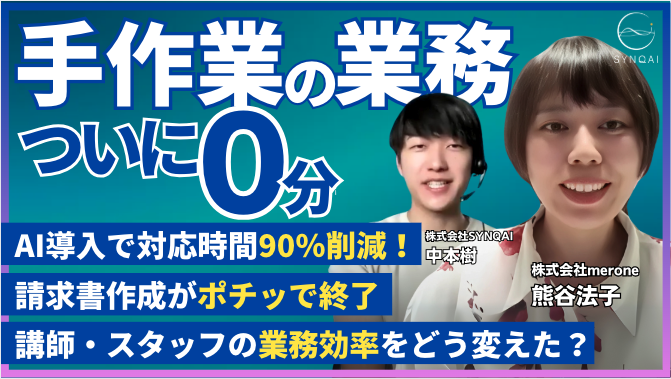 SYNQAI
手作業の業務
ついに0分
AI導入で対応時間90%削減！
請求書作成がポチッで終了
講師・スタッフの業務効率をどう変えた？
株式会社SYNQAI
中本樹
株式会社merone
熊谷法子